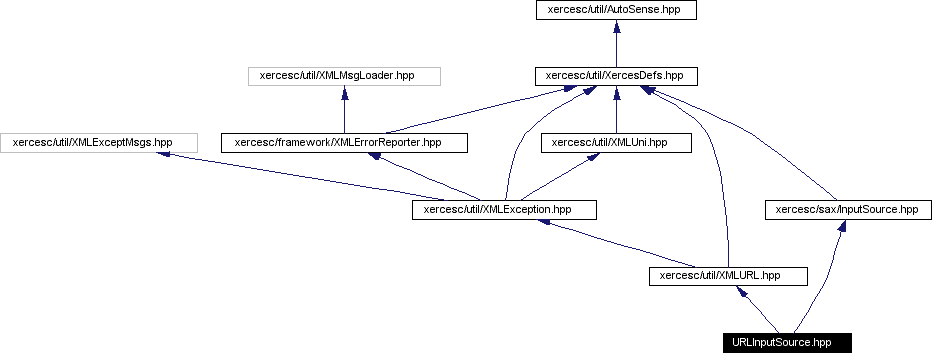 xercesc/util/AutoSense.hpp
xercesc/util/XMLMsgLoader.hpp
xercesc/util/XercesDefs.hpp
xercesc/util/XMLExceptMsgs.hpp
xercesc/framework/XMLErrorReporter.hpp
xercesc/util/XMLUni.hpp
xercesc/util/XMLException.hpp
xercesc/sax/InputSource.hpp
xercesc/util/XMLURL.hpp
URLInputSource.hpp